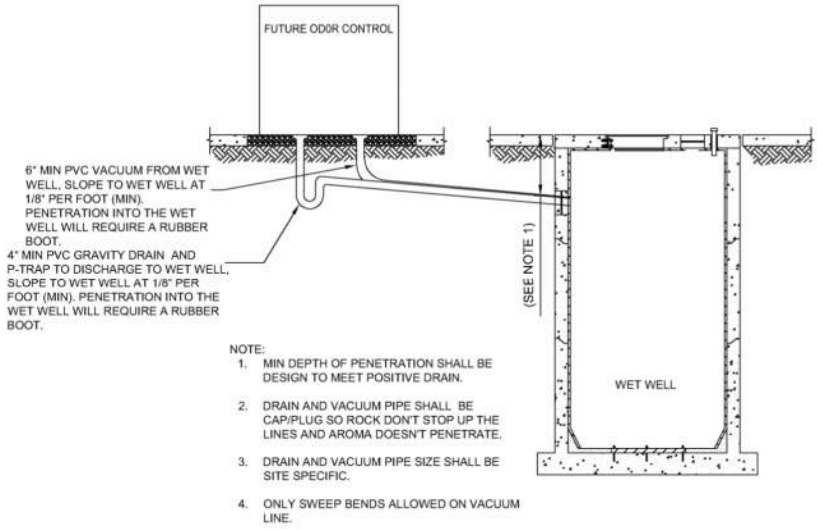 FUTURE ODOR CONTROL
6" MIN PVC VACUUM FROM WET
WELL, SLOPE TO WET WELL AT
1/8" PER FOOT (MIN).
PENETRATION INTO THE WET
WELL WILL REQUIRE A RUBBER
BOOT.
4" MIN PVC GRAVITY DRAIN AND
P-TRAP TO DISCHARGE TO WET WELL,
SLOPE TO WET WELL AT 1/8" PER
FOOT (MIN). PENETRATION INTO THE
WET WELL WILL REQUIRE A RUBBER
BOOT.
(SEE NOTE 1)
WET WELL
NOTE:
1. MIN DEPTH OF PENETRATION SHALL BE
DESIGN TO MEET POSITIVE DRAIN.
2. DRAIN AND VACUUM PIPE SHALL BE
CAP/PLUG SO ROCK DON'T STOP UP THE
LINES AND AROMA DOESN'T PENETRATE.
3. DRAIN AND VACUUM PIPE SIZE SHALL BE
SITE SPECIFIC.
4. ONLY SWEEP BENDS ALLOWED ON VACUUM
LINE.